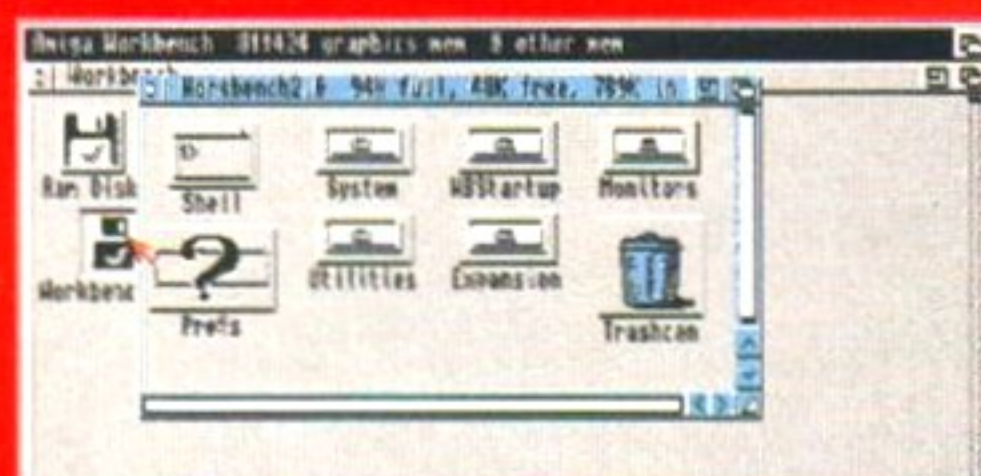 Amiga Workbench 811424 graphics mem 0 other mem
Workbench
Workbench2.0 94% full, 48K free, 789K in
Ram Disk
Shell
System
WBStartup
Monitors
Workbenc
Prefs
Utilities
Expansion
Trashcan